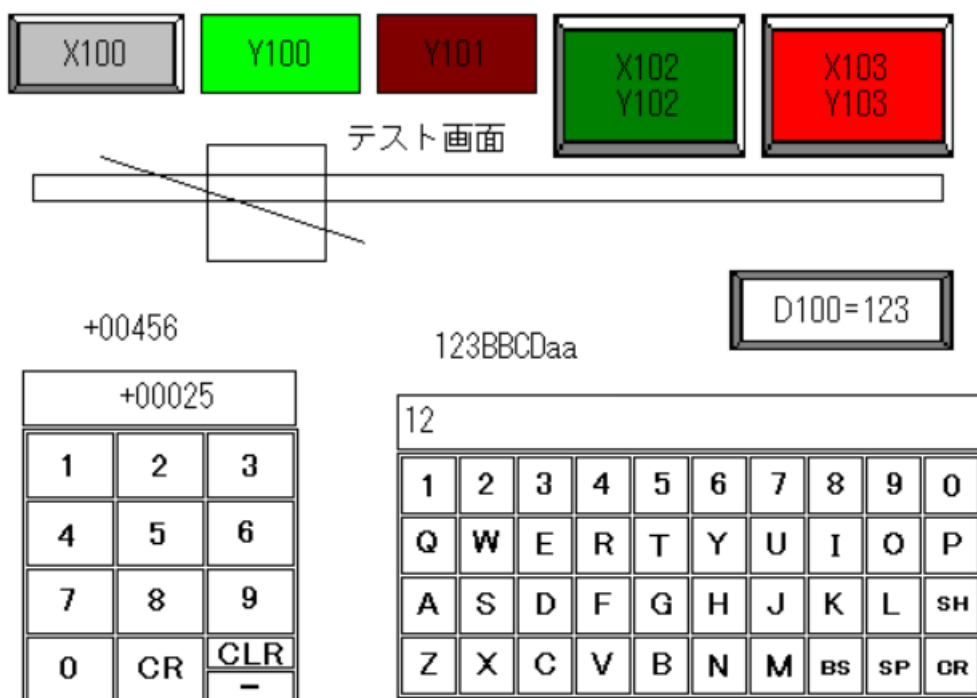 X100 Y100 Y101 X102 X103
Y102 Y103
テスト画面
D100=123
+00456
123BBCDaa
+00025
12
1 2 3
4 5 6
7 8 9
0 CR CLR
−
1 2 3 4 5 6 7 8 9 0
Q W E R T Y U I O P
A S D F G H J K L SH
Z X C V B N M BS SP CR